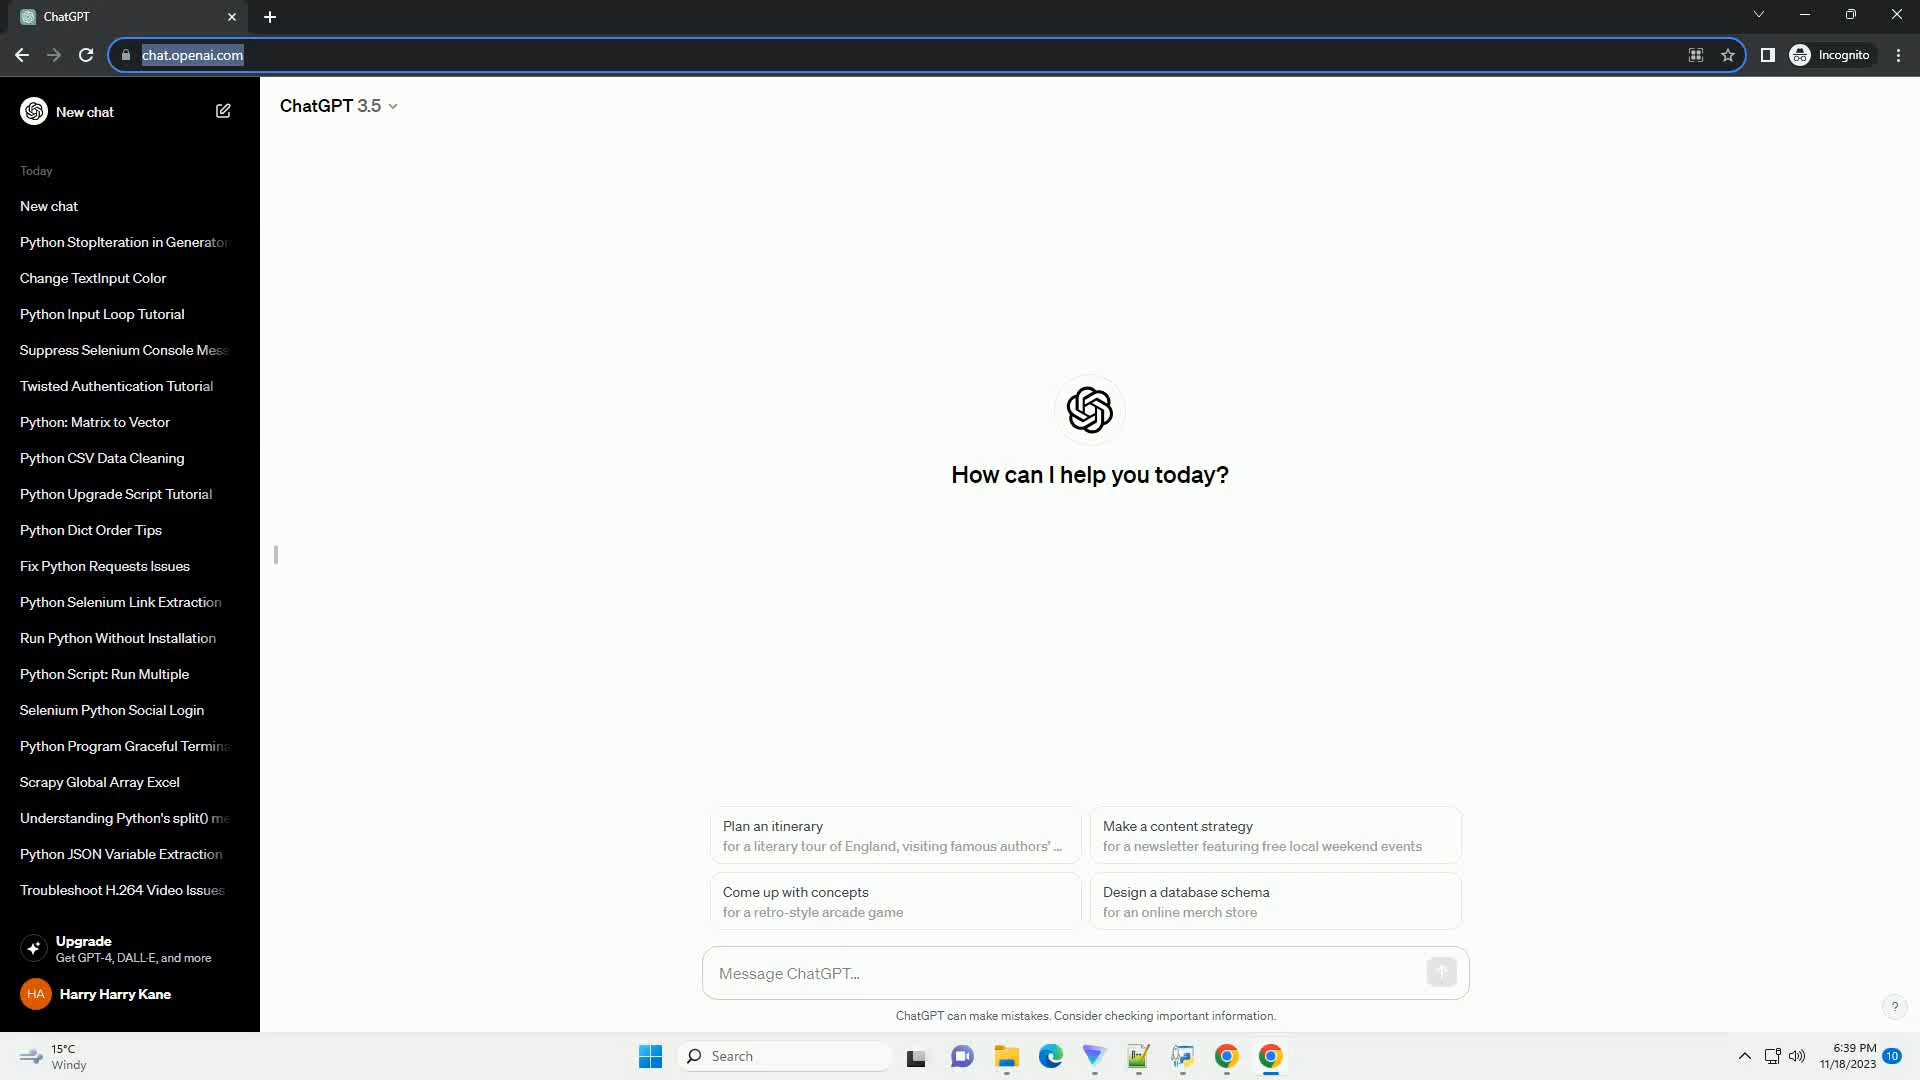 ChatGPT
chat.openai.com
Incognito
New chat
ChatGPT 3.5
Today
New chat
Python StopIteration in Generator
Change TextInput Color
Python Input Loop Tutorial
Suppress Selenium Console Mess
Twisted Authentication Tutorial
Python: Matrix to Vector
Python CSV Data Cleaning
Python Upgrade Script Tutorial
Python Dict Order Tips
Fix Python Requests Issues
Python Selenium Link Extraction
Run Python Without Installation
Python Script: Run Multiple
Selenium Python Social Login
Python Program Graceful Termina
Scrapy Global Array Excel
Understanding Python's split() me
Python JSON Variable Extraction
Troubleshoot H.264 Video Issues
Upgrade
Get GPT-4, DALL·E, and more
HA
Harry Harry Kane
How can I help you today?
Plan an itinerary
for a literary tour of England, visiting famous authors' ...
Make a content strategy
for a newsletter featuring free local weekend events
Come up with concepts
for a retro-style arcade game
Design a database schema
for an online merch store
Message ChatGPT...
ChatGPT can make mistakes. Consider checking important information.
?
15°C
Windy
Search
6:39 PM
11/18/2023
10